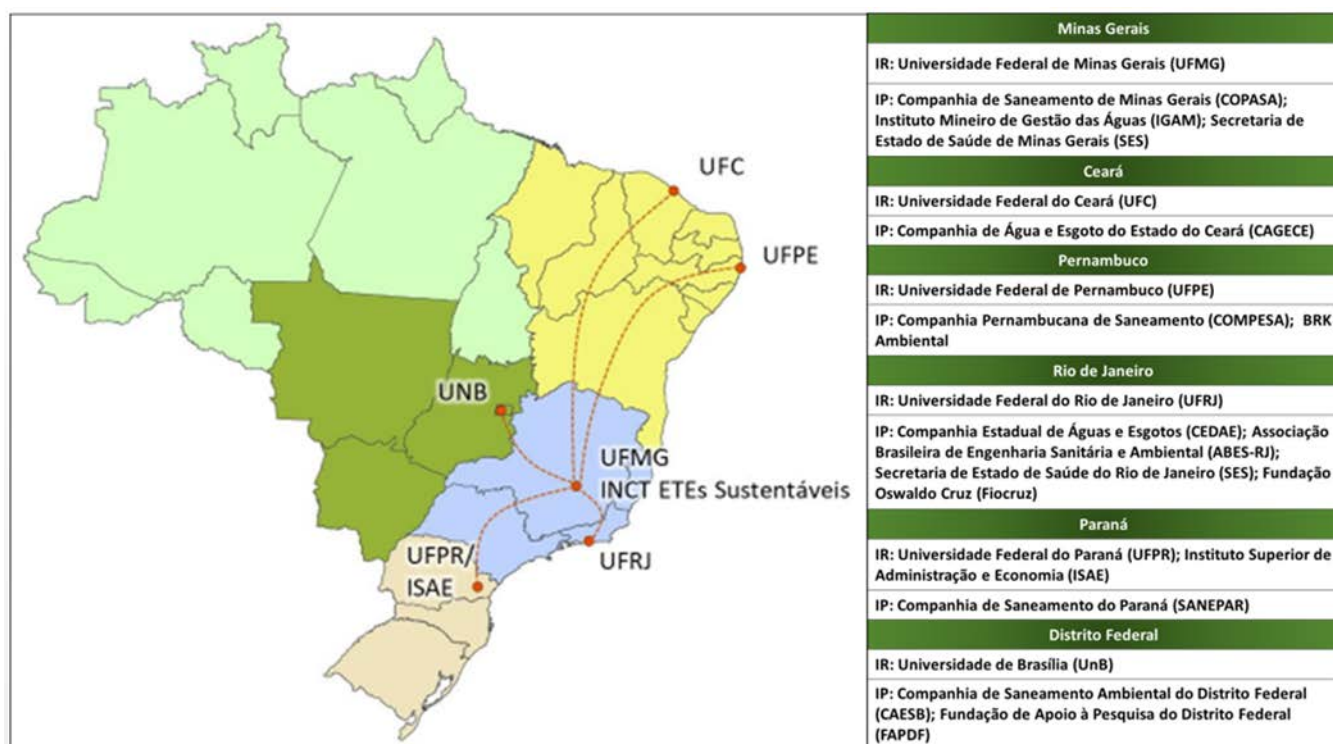 UFC
UFPE
UNB
UFMG
INCT ETEs Sustentáveis
UFPR/
ISAE
UFRJ
Minas Gerais
IR: Universidade Federal de Minas Gerais (UFMG)
IP: Companhia de Saneamento de Minas Gerais (COPASA);
Instituto Mineiro de Gestão das Águas (IGAM); Secretaria de
Estado de Saúde de Minas Gerais (SES)
Ceará
IR: Universidade Federal do Ceará (UFC)
IP: Companhia de Água e Esgoto do Estado do Ceará (CAGECE)
Pernambuco
IR: Universidade Federal de Pernambuco (UFPE)
IP: Companhia Pernambucana de Saneamento (COMPESA); BRK
Ambiental
Rio de Janeiro
IR: Universidade Federal do Rio de Janeiro (UFRJ)
IP: Companhia Estadual de Águas e Esgotos (CEDAE); Associação
Brasileira de Engenharia Sanitária e Ambiental (ABES-RJ);
Secretaria de Estado de Saúde do Rio de Janeiro (SES); Fundação
Oswaldo Cruz (Fiocruz)
Paraná
IR: Universidade Federal do Paraná (UFPR); Instituto Superior de
Administração e Economia (ISAE)
IP: Companhia de Saneamento do Paraná (SANEPAR)
Distrito Federal
IR: Universidade de Brasília (UnB)
IP: Companhia de Saneamento Ambiental do Distrito Federal
(CAESB); Fundação de Apoio à Pesquisa do Distrito Federal
(FAPDF)